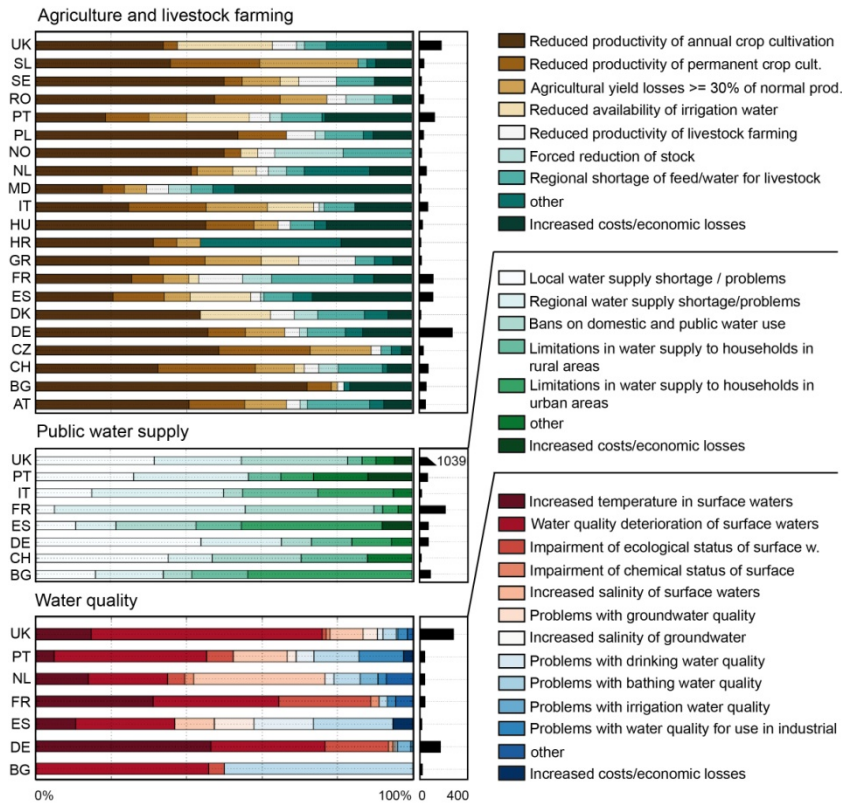 Agriculture and livestock farming
UK
SL
SE
RO
PT
PL
NO
NL
MD
IT
HU
HR
GR
FR
ES
DK
DE
CZ
CH
BG
AT
Reduced productivity of annual crop cultivation
Reduced productivity of permanent crop cult.
Agricultural yield losses >= 30% of normal prod.
Reduced availability of irrigation water
Reduced productivity of livestock farming
Forced reduction of stock
Regional shortage of feed/water for livestock
other
Increased costs/economic losses
Public water supply
UK
PT
IT
FR
ES
DE
CH
BG
1039
Local water supply shortage / problems
Regional water supply shortage/problems
Bans on domestic and public water use
Limitations in water supply to households in
rural areas
Limitations in water supply to households in
urban areas
other
Increased costs/economic losses
Water quality
UK
PT
NL
FR
ES
DE
BG
0%
100%
0
400
Increased temperature in surface waters
Water quality deterioration of surface waters
Impairment of ecological status of surface w.
Impairment of chemical status of surface
Increased salinity of surface waters
Problems with groundwater quality
Increased salinity of groundwater
Problems with drinking water quality
Problems with bathing water quality
Problems with irrigation water quality
Problems with water quality for use in industrial
other
Increased costs/economic losses